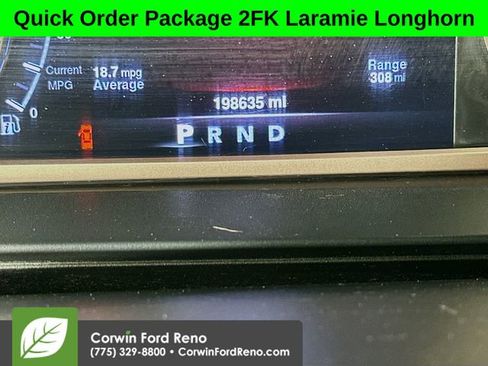 Quick Order Package 2FK Laramie Longhorn
Current
MPG
18.7 mpg
Average
Range
308 mi
198635 mi
0
P R N D
Corwin Ford Reno
(775) 329-8800 • CorwinFordReno.com